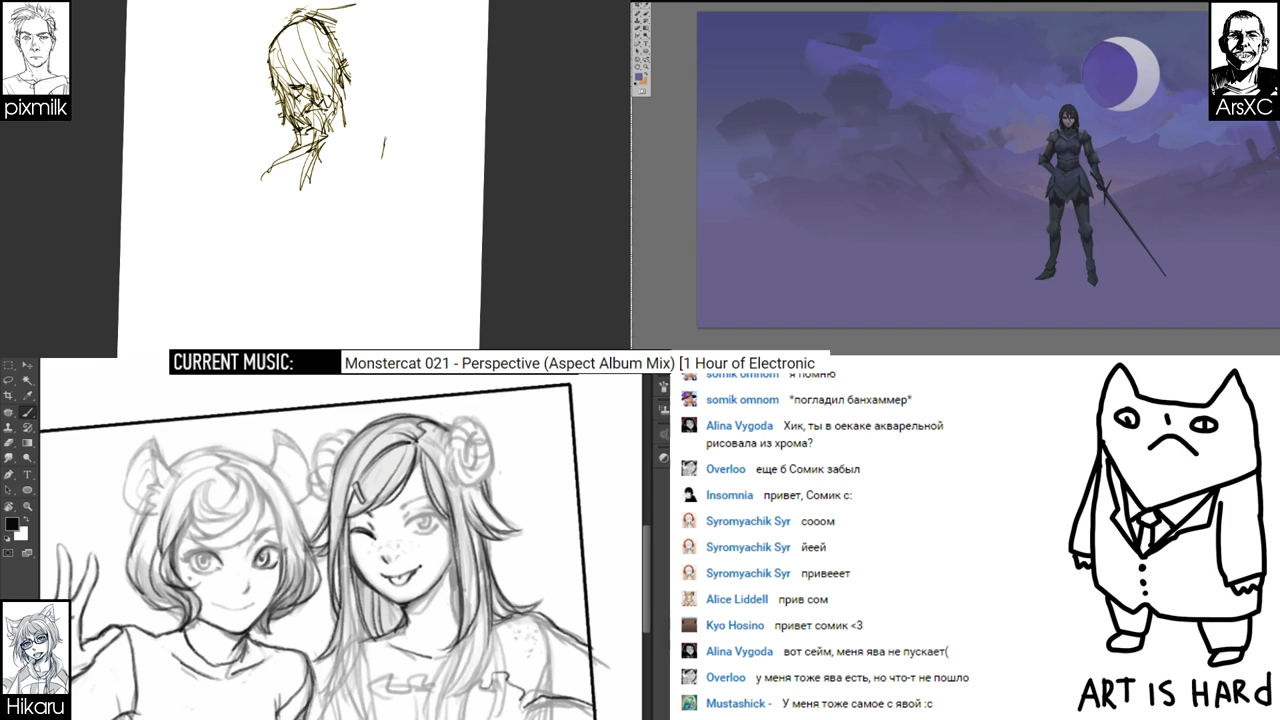 pixmilk
ArsXC
CURRENT MUSIC: Monstercat 021 - Perspective (Aspect Album Mix) [1 Hour of Electronic
somik omnom я помню
somik omnom *погладил банхаммер*
Alina Vygoda Хик, ты в оекаке акварельной
рисовала из хрома?
Overloo еще б Сомик забыл
Insomnia привет, Сомик с:
Syromyachik Syr сооом
Syromyachik Syr йеей
Syromyachik Syr привееет
Alice Liddell прив сом
Kyo Hosino привет сомик <3
Alina Vygoda вот сейм, меня ява не пускает(
Overloo у меня тоже ява есть, но что-т не пошло
Mustashick - У меня тоже самое с явой :с
Hikaru
ART IS HARd